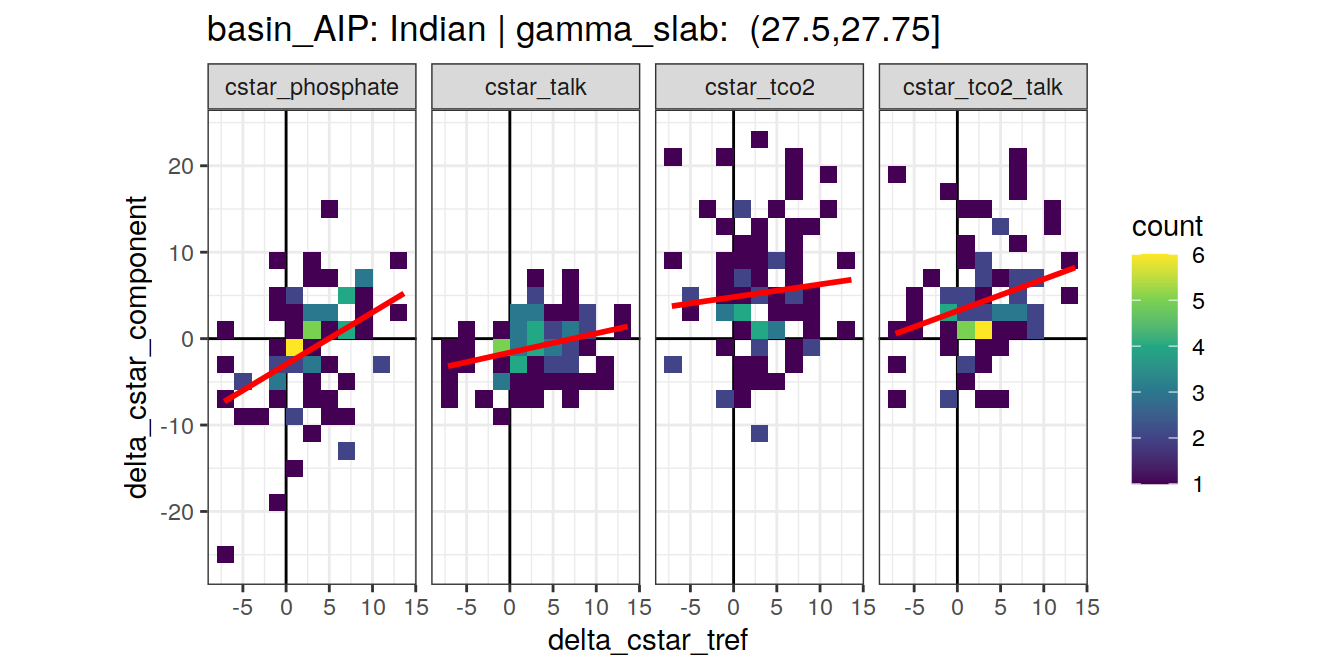 basin_AIP: Indian | gamma_slab:  (27.5,27.75]
cstar_phosphate
cstar_talk
cstar_tco2
cstar_tco2_talk
delta_cstar_component
20
10
0
-10
-20
-5 0 5 10 15
-5 0 5 10 15
-5 0 5 10 15
-5 0 5 10 15
delta_cstar_tref
count
6
5
4
3
2
1